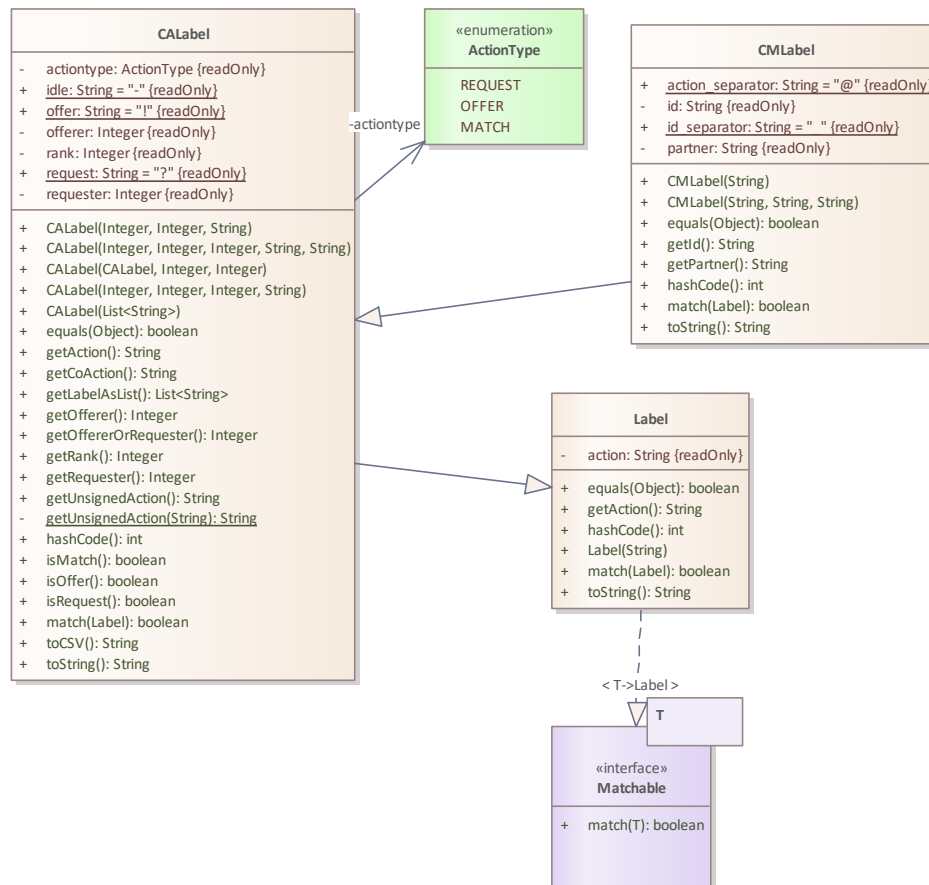 CALabel
- actiontype: ActionType {readOnly}
+ idle: String = "-" {readOnly}
+ offer: String = "!" {readOnly}
- offerer: Integer {readOnly}
- rank: Integer {readOnly}
+ request: String = "?" {readOnly}
- requester: Integer {readOnly}
+ CALabel(Integer, Integer, String)
+ CALabel(Integer, Integer, Integer, String, String)
+ CALabel(CALabel, Integer, Integer)
+ CALabel(Integer, Integer, Integer, String)
+ CALabel(List<String>)
+ equals(Object): boolean
+ getAction(): String
+ getCoAction(): String
+ getLabelAsList(): List<String>
+ getOfferer(): Integer
+ getOffererOrRequester(): Integer
+ getRank(): Integer
+ getRequester(): Integer
+ getUnsignedAction(): String
- getUnsignedAction(String): String
+ hashCode(): int
+ isMatch(): boolean
+ isOffer(): boolean
+ isRequest(): boolean
+ match(Label): boolean
+ toCSV(): String
+ toString(): String
-actiontype
«enumeration»
ActionType
REQUEST
OFFER
MATCH
CMLabel
+ action_separator: String = "@" {readOnly}
- id: String {readOnly}
+ id_separator: String = "_" {readOnly}
- partner: String {readOnly}
+ CMLabel(String)
+ CMLabel(String, String, String)
+ equals(Object): boolean
+ getId(): String
+ getPartner(): String
+ hashCode(): int
+ match(Label): boolean
+ toString(): String
Label
- action: String {readOnly}
+ equals(Object): boolean
+ getAction(): String
+ hashCode(): int
+ Label(String)
+ match(Label): boolean
+ toString(): String
< T->Label >
T
«interface»
Matchable
+ match(T): boolean